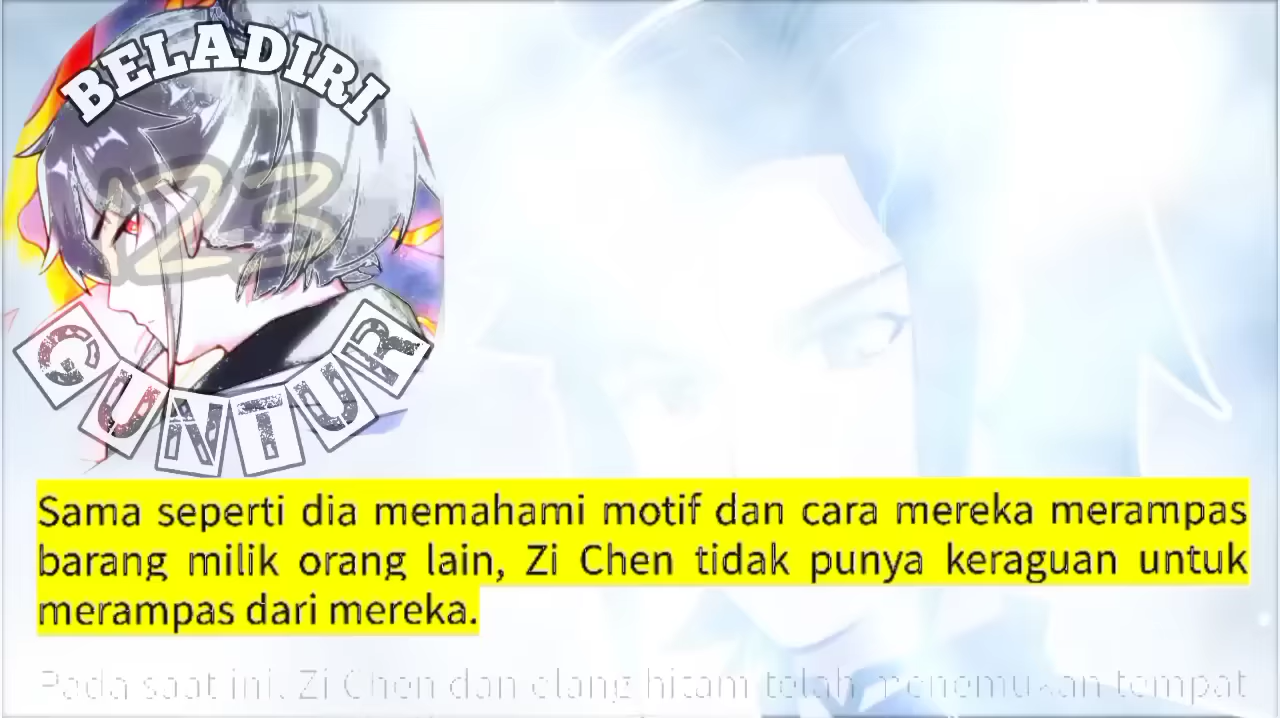 BELADIRI
23
GUNTUR
Sama seperti dia memahami motif dan cara mereka merampas
barang milik orang lain, Zi Chen tidak punya keraguan untuk
merampas dari mereka.
Pada saat ini, Zi Chen dan elang hitam telah menemukan tempat